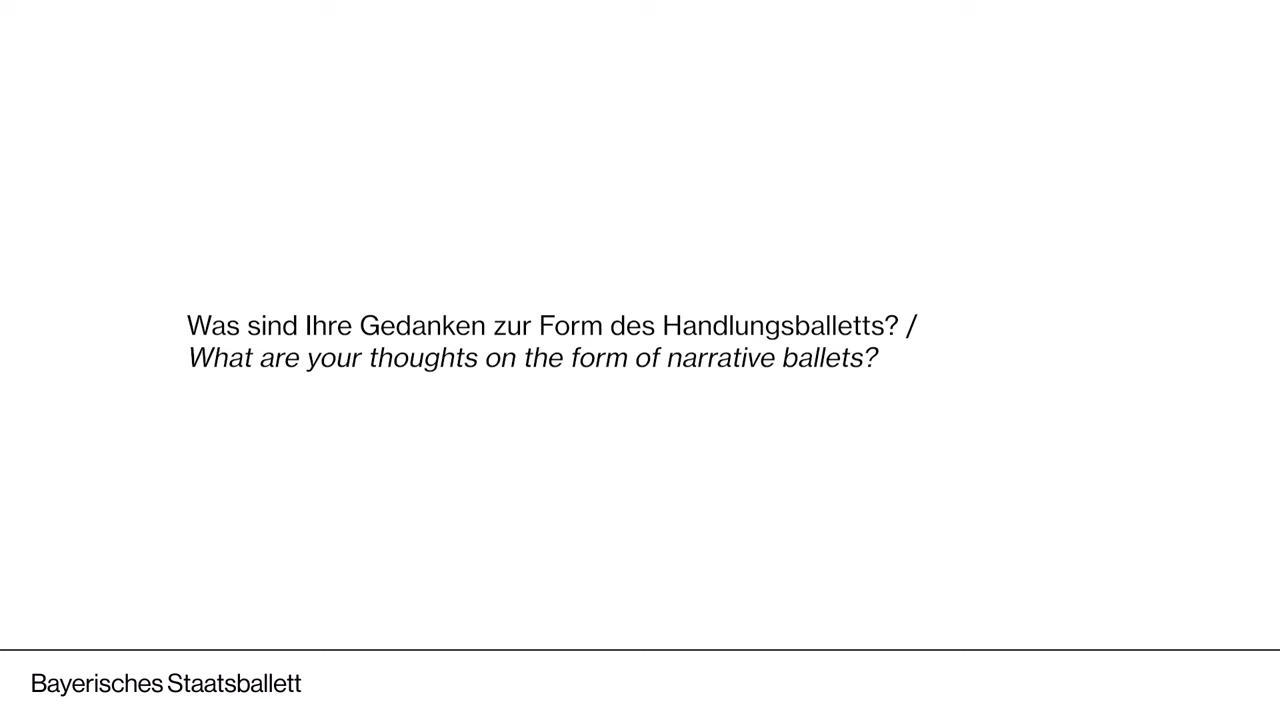 Was sind Ihre Gedanken zur Form des Handlungsballetts? /
What are your thoughts on the form of narrative ballets?
Bayerisches Staatsballett